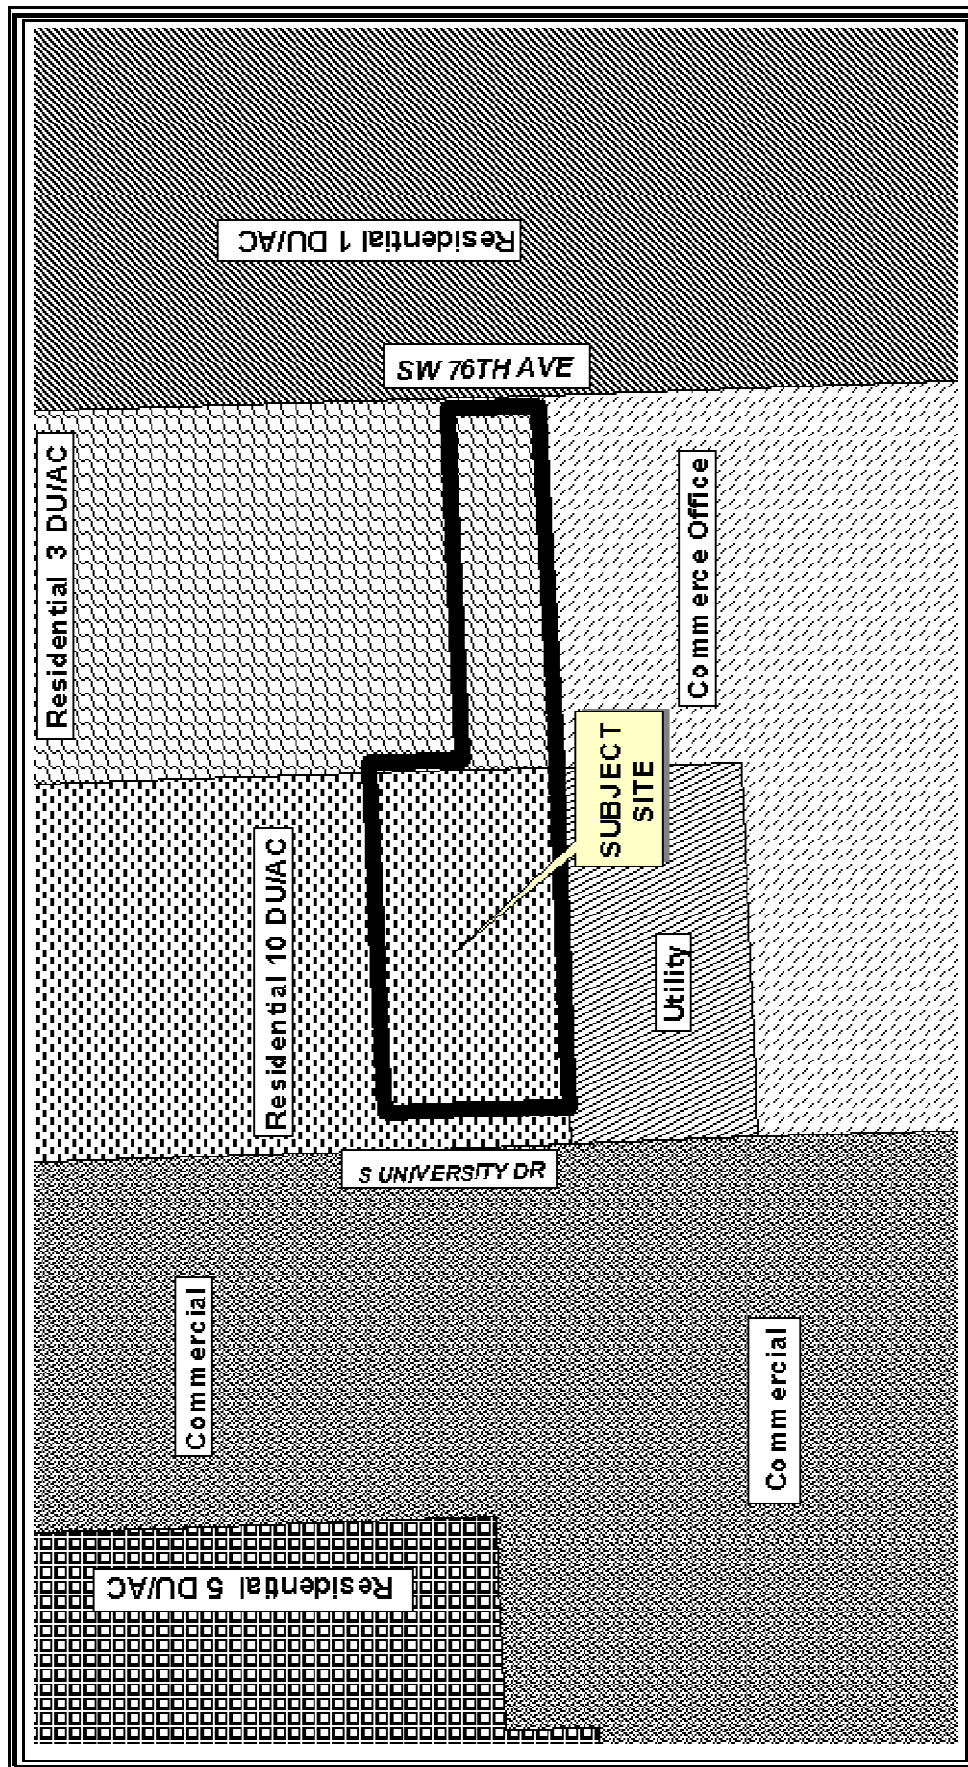 Residential 1 DU/AC
SW 76TH AVE
Residential 3 DU/AC
Commerce Office
SUBJECT
SITE
Residential 10 DU/AC
Utility
S UNIVERSITY DR
Commercial
Commercial
Residential 5 DU/AC